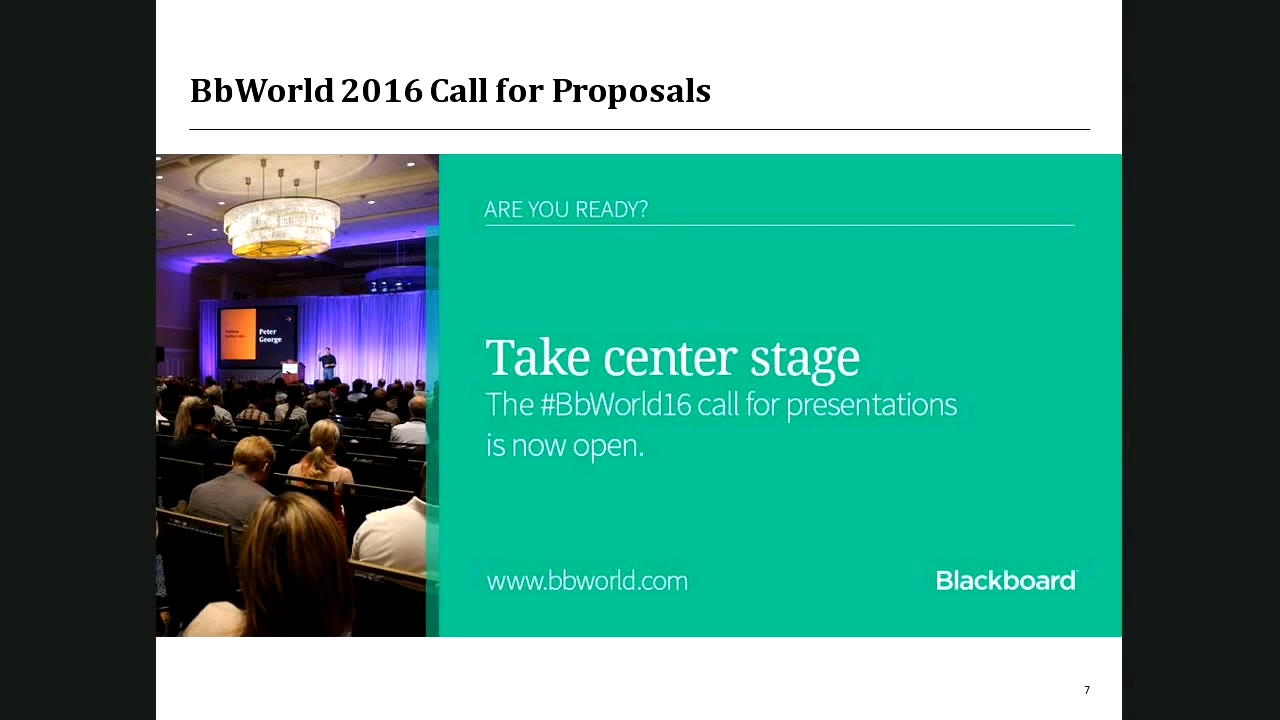 BbWorld 2016 Call for Proposals
ARE YOU READY?
Peter
George
Take center stage
The #BbWorld16 call for presentations
is now open.
www.bbworld.com
Blackboard
7